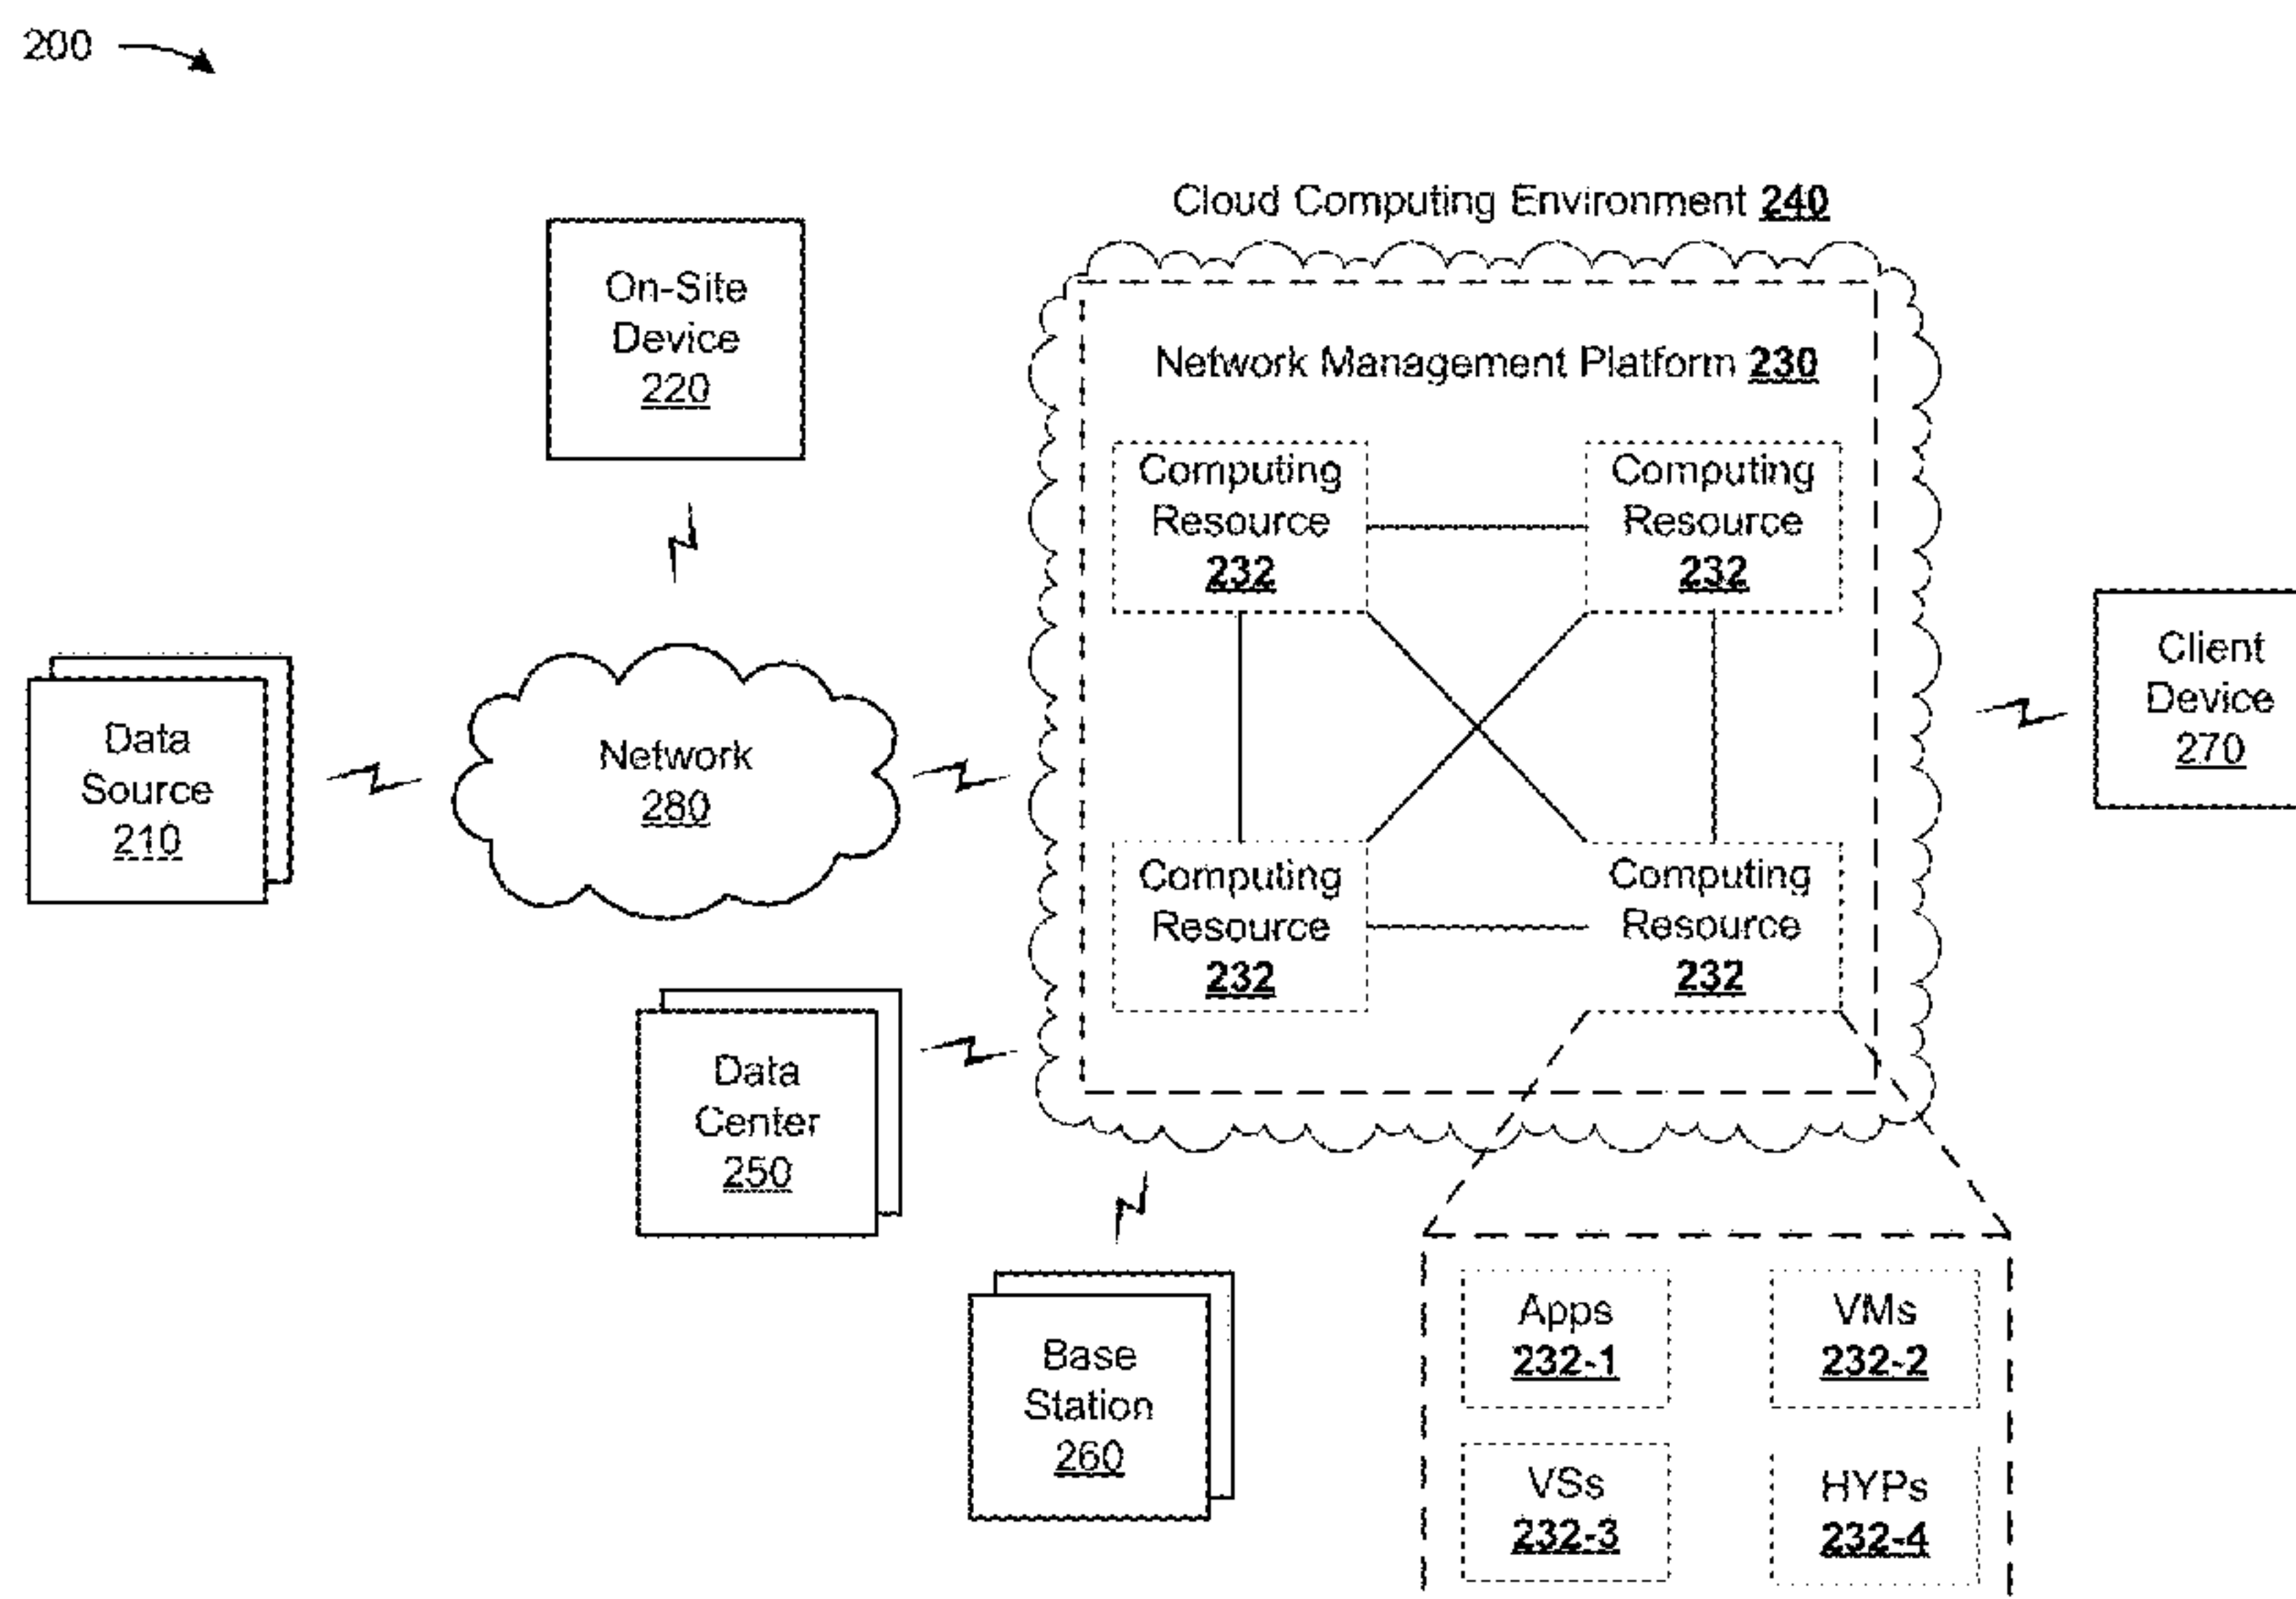 200
Cloud Computing Environment 240
On-Site
Device
220
Network Management Platform 230
Computing
Resource
232
Computing
Resource
232
Client
Device
270
Data
Source
210
Network
280
Computing
Resource
232
Computing
Resource
232
Data
Center
250
Base
Station
260
Apps
232-1
VMs
232-2
VSs
232-3
HYPs
232-4